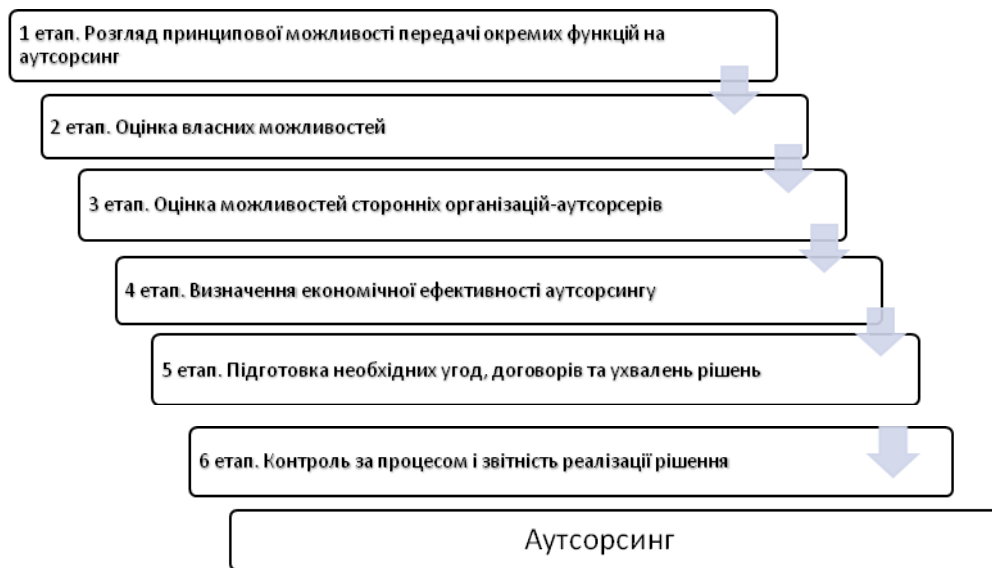 1 етап. Розгляд принципової можливості передачі окремих функцій на
аутсорсинг
2 етап. Оцінка власних можливостей
3 етап. Оцінка можливостей сторонніх організацій-аутсорсерів
4 етап. Визначення економічної ефективності аутсорсингу
5 етап. Підготовка необхідних угод, договорів та ухвалень рішень
6 етап. Контроль за процесом і звітність реалізації рішення
Аутсорсинг